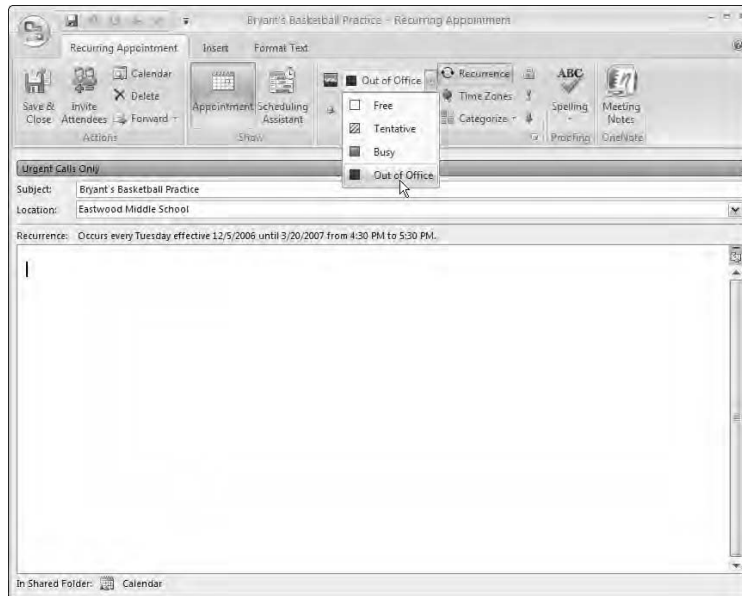 Bryant's Basketball Practice - Recurring Appointment
Recurring Appointment Insert Format Text
Save & Close
Invite Attendees
Calendar
Delete
Forward
Actions
Appointment
Scheduling Assistant
Show
Out of Office
Free
Tentative
Busy
Out of Office
Recurrence
Time Zones
Categorize
ABC
Spelling
Proofing
Meeting Notes
OneNote
Urgent Calls Only
Subject: Bryant's Basketball Practice
Location: Eastwood Middle School
Recurrence: Occurs every Tuesday effective 12/5/2006 until 3/20/2007 from 4:30 PM to 5:30 PM.
In Shared Folder: Calendar